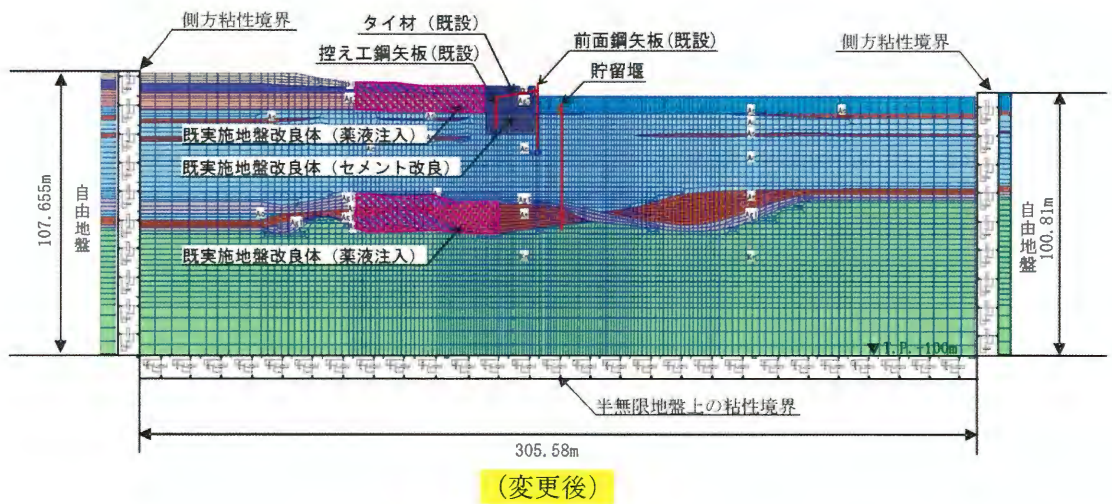 側方粘性境界
タイ材（既設）
控え工鋼矢板(既設)
前面鋼矢板(既設)
貯留堰
側方粘性境界
既実施地盤改良体（薬液注入）
既実施地盤改良体（セメント改良）
既実施地盤改良体（薬液注入）
107.655m
自由地盤
自由地盤
100.81m
▼T.P.-100m
半無限地盤上の粘性境界
305.58m
(変更後)